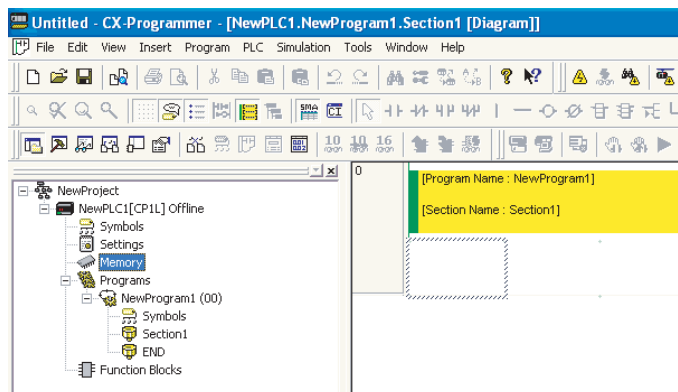 Untitled - CX-Programmer - [NewPLC1.NewProgram1.Section1 [Diagram]]
File Edit View Insert Program PLC Simulation Tools Window Help
SMA
10 10 16
0
[Program Name : NewProgram1]
[Section Name : Section1]
NewProject
NewPLC1[CP1L] Offline
Symbols
Settings
Memory
Programs
NewProgram1 (00)
Symbols
Section1
END
Function Blocks